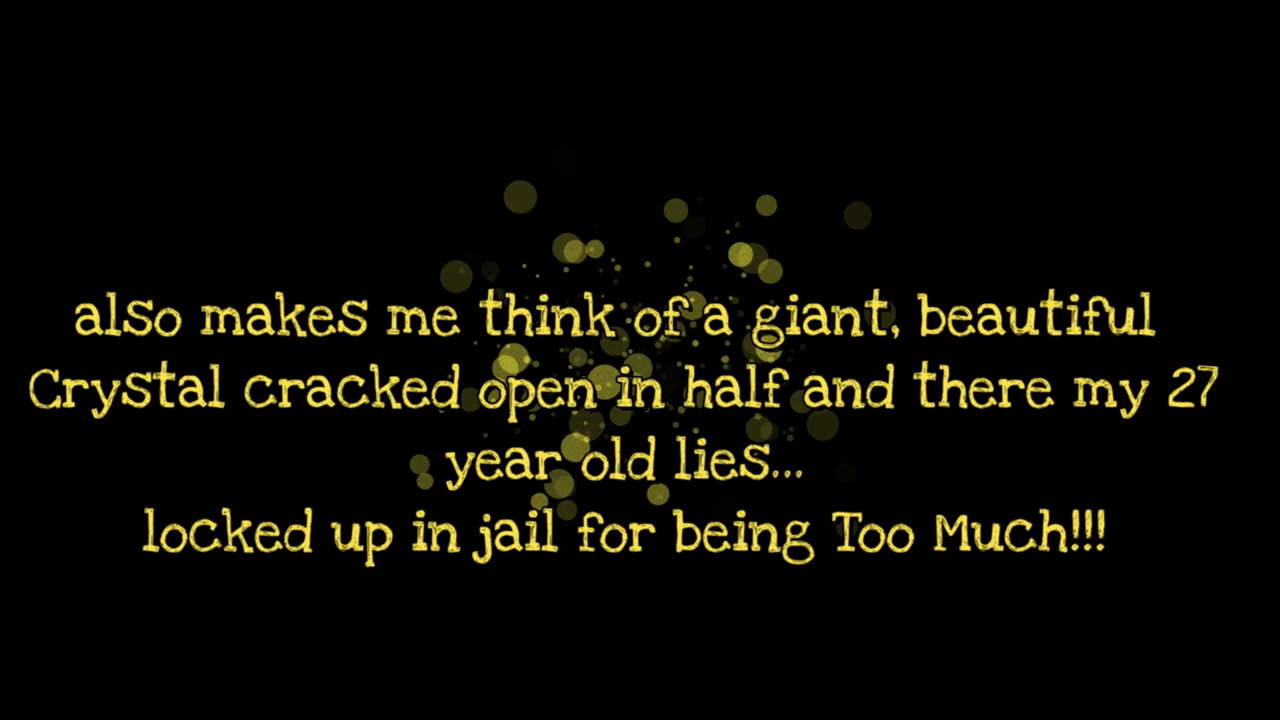 also makes me think of a giant, beautiful
Crystal cracked open in half and there my 27
year old lies...
locked up in jail for being Too Much!!!